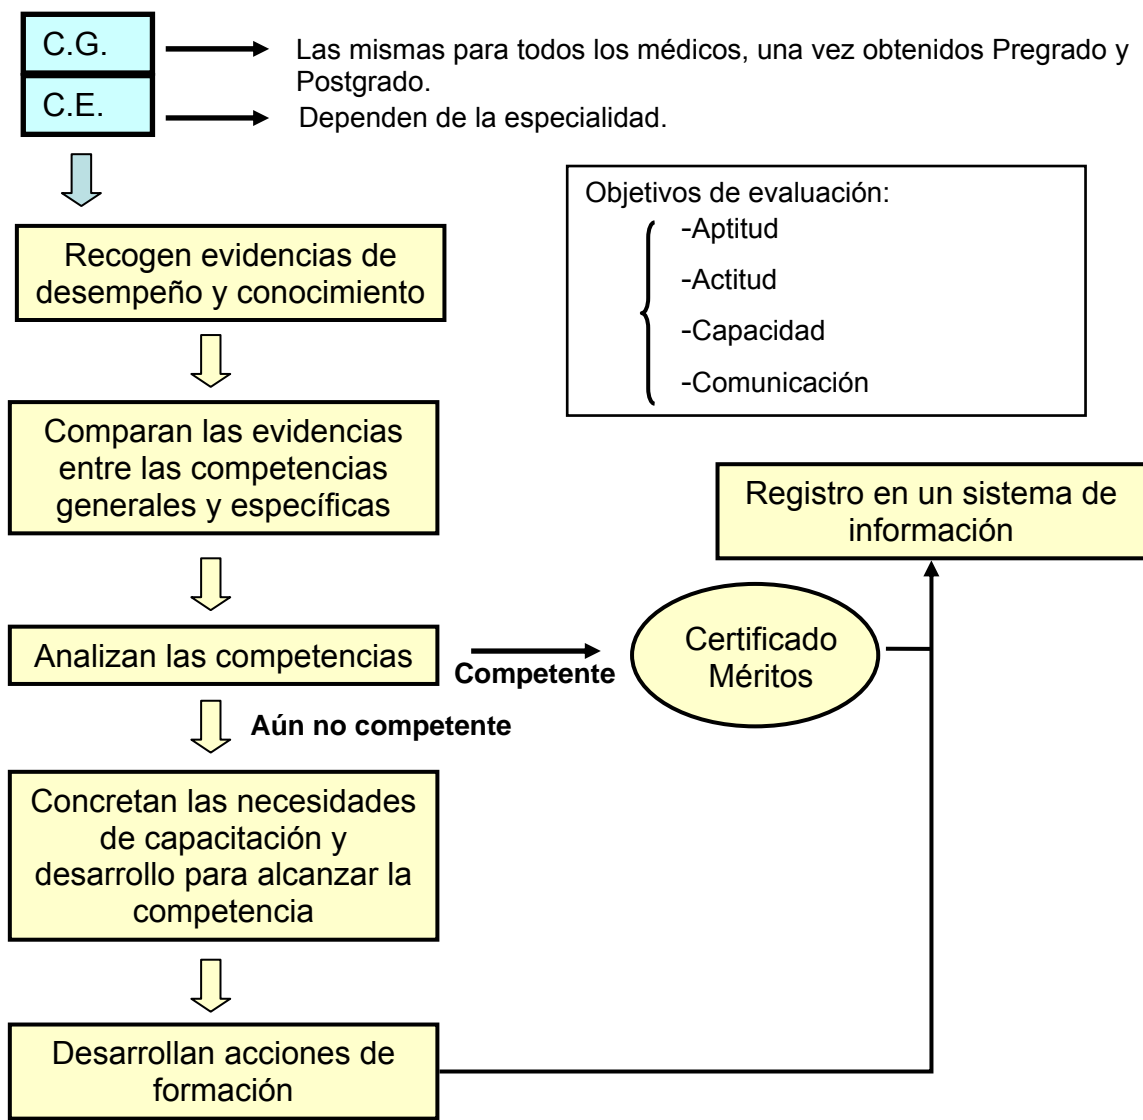 C.G.
Las mismas para todos los médicos, una vez obtenidos Pregrado y
Postgrado.
C.E.
Dependen de la especialidad.
Objetivos de evaluación:
-Aptitud
-Actitud
-Capacidad
-Comunicación
Recogen evidencias de
desempeño y conocimiento
Comparan las evidencias
entre las competencias
generales y específicas
Registro en un sistema de
información
Analizan las competencias
Competente
Certificado
Méritos
Aún no competente
Concretan las necesidades
de capacitación y
desarrollo para alcanzar la
competencia
Desarrollan acciones de
formación